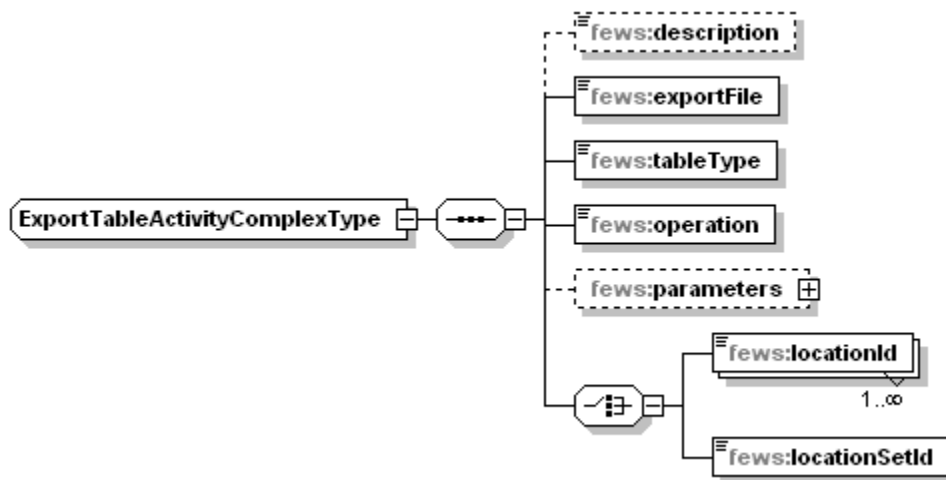 fews:description
fews:exportFile
fews:tableType
ExportTableActivityComplexType
fews:operation
fews:parameters
fews:locationId
1..∞
fews:locationSetId